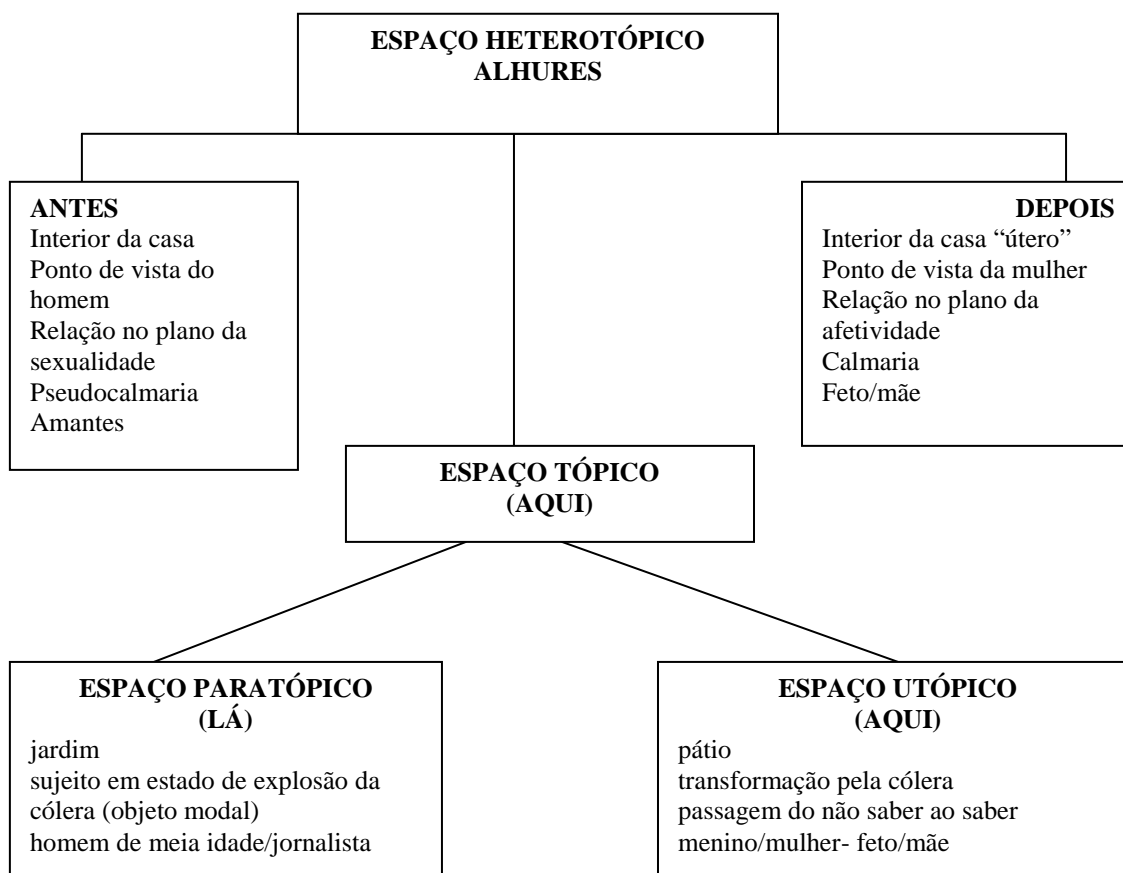 ESPAÇO HETEROTÓPICO
ALHURES
ANTES
Interior da casa
Ponto de vista do
homem
Relação no plano da
sexualidade
Pseudocalmaria
Amantes
DEPOIS
Interior da casa “útero”
Ponto de vista da mulher
Relação no plano da
afetividade
Calmaria
Feto/mãe
ESPAÇO TÓPICO
(AQUI)
ESPAÇO PARATÓPICO
(LÁ)
jardim
sujeito em estado de explosão da
cólera (objeto modal)
homem de meia idade/jornalista
ESPAÇO UTÓPICO
(AQUI)
pátio
transformação pela cólera
passagem do não saber ao saber
menino/mulher- feto/mãe